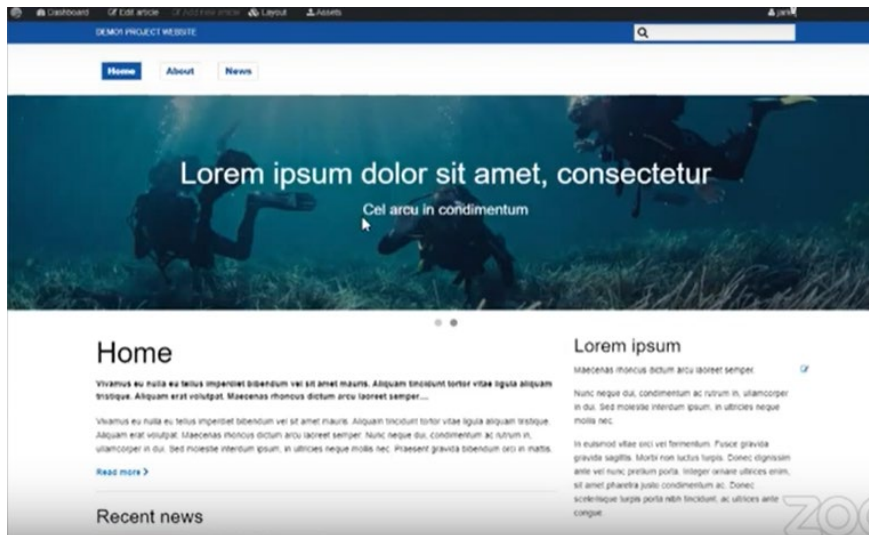 Dashboard Edit article Add new article Layout Assets
DEMO1 PROJECT WEBSITE
Home About News
Lorem ipsum dolor sit amet, consectetur
Cel arcu in condimentum
Home
Vivamus eu nulla eu tellus imperdiet bibendum vel sit amet mauris. Aliquam tincidunt tortor vitae ligula aliquam
tristique. Aliquam erat volutpat. Maecenas rhoncus dictum arcu laoreet semper....
Vivamus eu nulla eu tellus imperdiet bibendum vel sit amet mauris. Aliquam tincidunt tortor vitae ligula aliquam tristique.
Aliquam erat volutpat. Maecenas rhoncus dictum arcu laoreet semper. Nunc neque dui, condimentum ac rutrum in,
ullamcorper in dui. Sed molestie interdum ipsum, in ultricies neque mollis nec. Praesent gravida bibendum orci in mattis.
Read more
Recent news
Lorem ipsum
Maecenas rhoncus dictum arcu laoreet semper.
Nunc neque dui, condimentum ac rutrum in, ullamcorper
in dui. Sed molestie interdum ipsum, in ultricies neque
mollis nec.
In euismod vitae orci vel fermentum. Fusce gravida
gravida sagittis. Morbi non luctus turpis. Donec dignissim
ante vel nunc pretium porta. Integer ornare ultrices enim,
sit amet pharetra justo condimentum ac. Donec
scelerisque turpis porta nibh tincidunt, ac ultrices ante
congue.